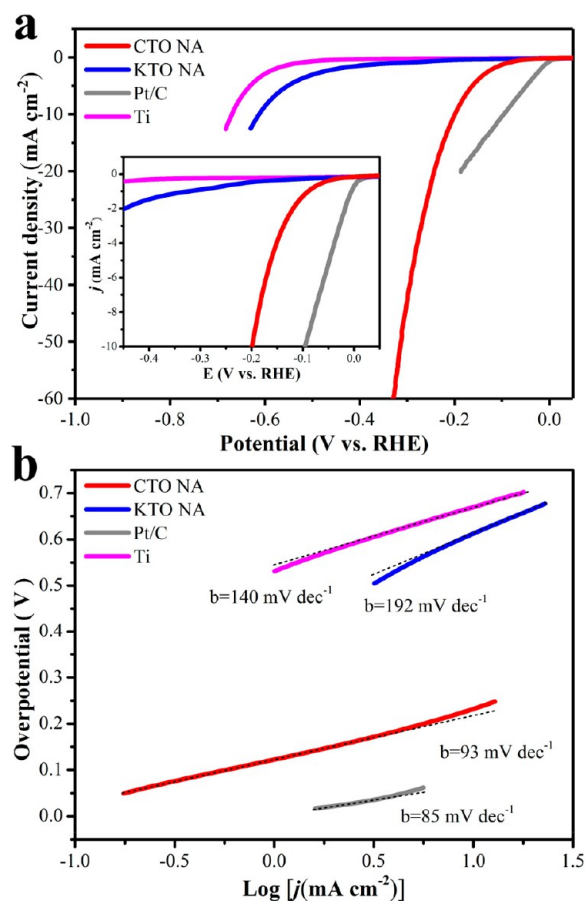 a
CTO NA
KTO NA
Pt/C
Ti
Current density (mA cm⁻²)
0
-10
-20
-30
-40
-50
-60
j (mA cm⁻²)
0
-2
-4
-6
-8
-10
-0.4 -0.3 -0.2 -0.1 0.0
E (V vs. RHE)
-1.0 -0.8 -0.6 -0.4 -0.2 0.0
Potential (V vs. RHE)
b
CTO NA
KTO NA
Pt/C
Ti
Overpotential ( V )
0.7
0.6
0.5
0.4
0.3
0.2
0.1
0.0
b=140 mV dec⁻¹
b=192 mV dec⁻¹
b=93 mV dec⁻¹
b=85 mV dec⁻¹
-1.0 -0.5 0.0 0.5 1.0 1.5
Log [j(mA cm⁻²)]